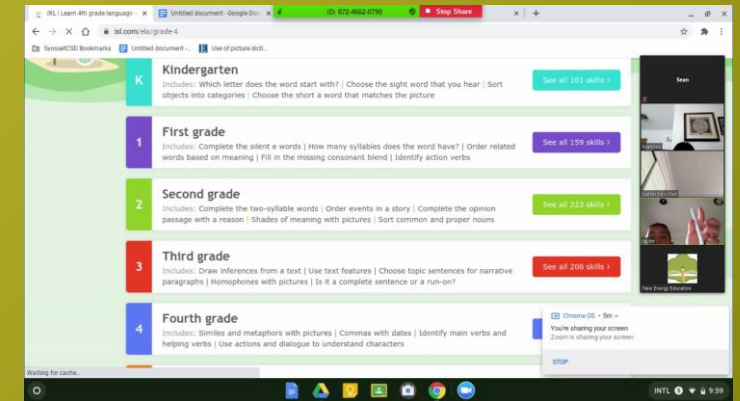 IXL | Learn 4th grade language
Untitled document - Google Doc
ID: 872-4662-0790
Stop Share
ixl.com/ela/grade-4
SyossetCSD Bookmarks
Untitled document -...
Use of picture dicti...
K
Kindergarten
Includes: Which letter does the word start with? | Choose the sight word that you hear | Sort
objects into categories | Choose the short a word that matches the picture
See all 101 skills ›
1
First grade
Includes: Complete the silent e words | How many syllables does the word have? | Order related
words based on meaning | Fill in the missing consonant blend | Identify action verbs
See all 159 skills ›
2
Second grade
Includes: Complete the two-syllable words | Order events in a story | Complete the opinion
passage with a reason | Shades of meaning with pictures | Sort common and proper nouns
See all 223 skills ›
3
Third grade
Includes: Draw inferences from a text | Use text features | Choose topic sentences for narrative
paragraphs | Homophones with pictures | Is it a complete sentence or a run-on?
See all 206 skills ›
4
Fourth grade
Includes: Similes and metaphors with pictures | Commas with dates | Identify main verbs and
helping verbs | Use actions and dialogue to understand characters
Sean
taylor
New Energy Education
Chrome OS • 5m
You're sharing your screen
Zoom is sharing your screen
STOP
Waiting for cache...
INTL
9:59